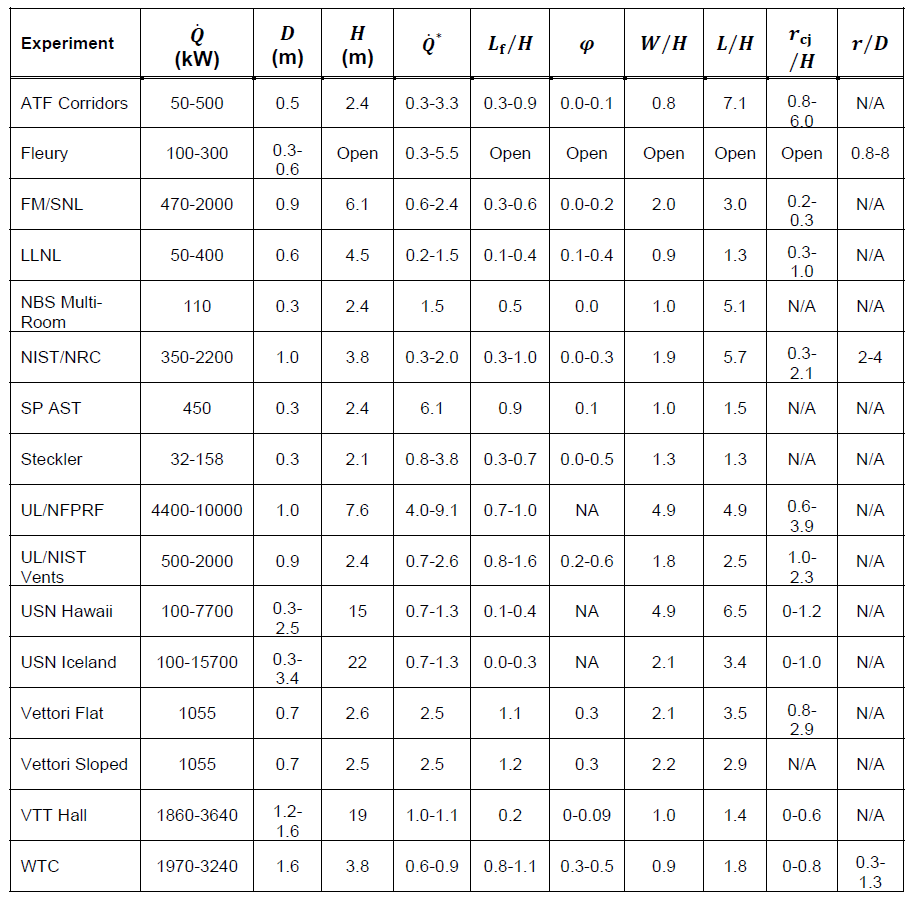 Experiment Q̇ (kW) D (m) H (m) Q̇* Lf/H φ W/H L/H rcj/H r/D
ATF Corridors 50-500 0.5 2.4 0.3-3.3 0.3-0.9 0.0-0.1 0.8 7.1 0.8-6.0 N/A
Fleury 100-300 0.3-0.6 Open 0.3-5.5 Open Open Open Open Open 0.8-8
FM/SNL 470-2000 0.9 6.1 0.6-2.4 0.3-0.6 0.0-0.2 2.0 3.0 0.2-0.3 N/A
LLNL 50-400 0.6 4.5 0.2-1.5 0.1-0.4 0.1-0.4 0.9 1.3 0.3-1.0 N/A
NBS Multi-Room 110 0.3 2.4 1.5 0.5 0.0 1.0 5.1 N/A N/A
NIST/NRC 350-2200 1.0 3.8 0.3-2.0 0.3-1.0 0.0-0.3 1.9 5.7 0.3-2.1 2-4
SP AST 450 0.3 2.4 6.1 0.9 0.1 1.0 1.5 N/A N/A
Steckler 32-158 0.3 2.1 0.8-3.8 0.3-0.7 0.0-0.5 1.3 1.3 N/A N/A
UL/NFPRF 4400-10000 1.0 7.6 4.0-9.1 0.7-1.0 NA 4.9 4.9 0.6-3.9 N/A
UL/NIST Vents 500-2000 0.9 2.4 0.7-2.6 0.8-1.6 0.2-0.6 1.8 2.5 1.0-2.3 N/A
USN Hawaii 100-7700 0.3-2.5 15 0.7-1.3 0.1-0.4 NA 4.9 6.5 0-1.2 N/A
USN Iceland 100-15700 0.3-3.4 22 0.7-1.3 0.0-0.3 NA 2.1 3.4 0-1.0 N/A
Vettori Flat 1055 0.7 2.6 2.5 1.1 0.3 2.1 3.5 0.8-2.9 N/A
Vettori Sloped 1055 0.7 2.5 2.5 1.2 0.3 2.2 2.9 N/A N/A
VTT Hall 1860-3640 1.2-1.6 19 1.0-1.1 0.2 0-0.09 1.0 1.4 0-0.6 N/A
WTC 1970-3240 1.6 3.8 0.6-0.9 0.8-1.1 0.3-0.5 0.9 1.8 0-0.8 0.3-1.3